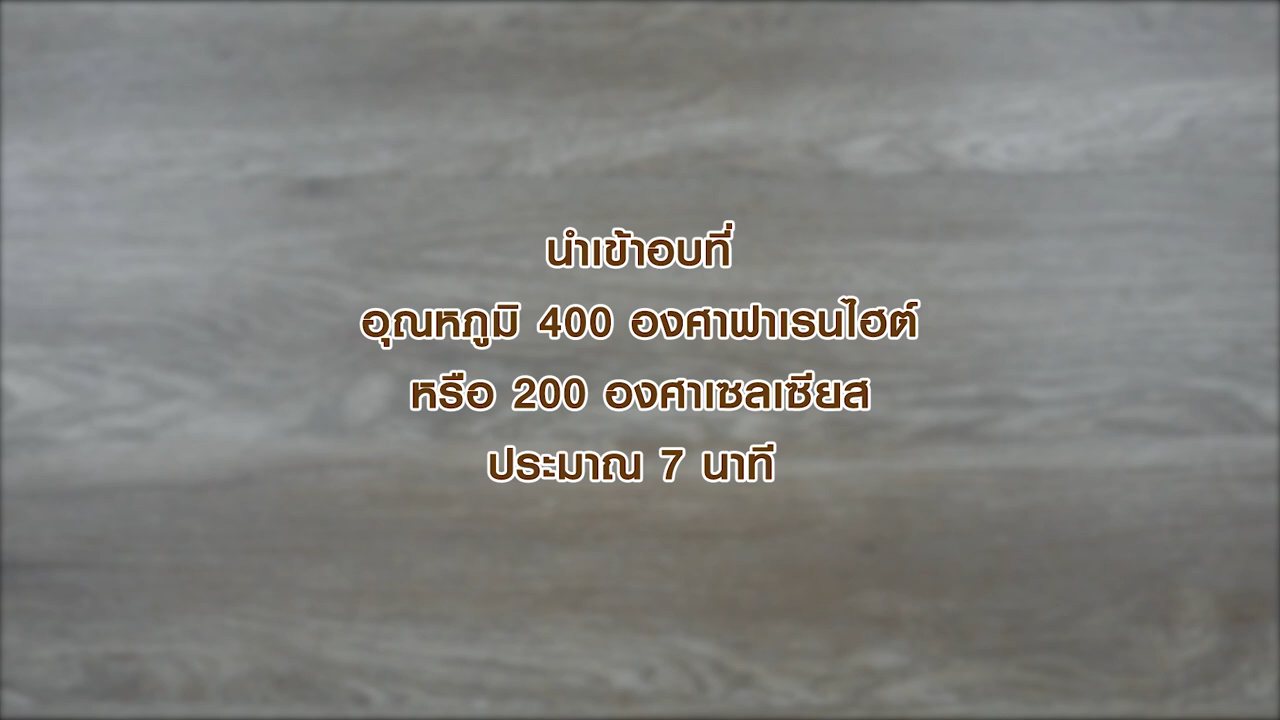 นำเข้าอบที่
อุณหภูมิ 400 องศาฟาเรนไฮต์
หรือ 200 องศาเซลเซียส
ประมาณ 7 นาที